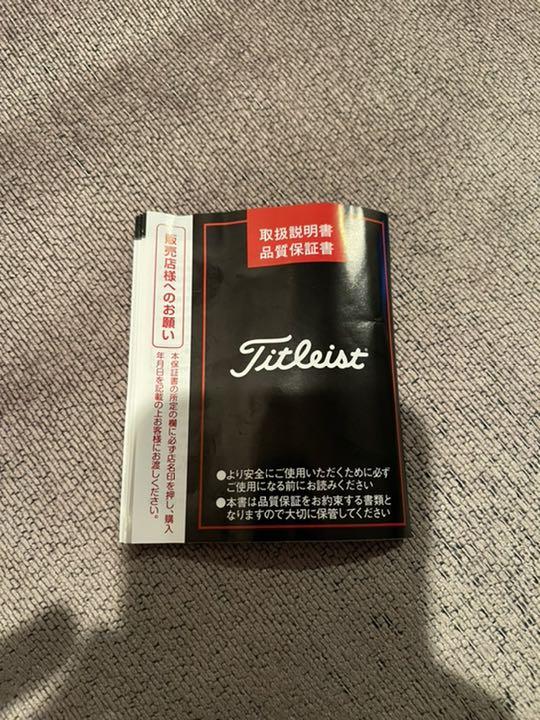 取扱説明書
品質保証書
Titleist
●より安全にご使用いただくために必ず
ご使用になる前にお読みください
●本書は品質保証をお約束する書類と
なりますので大切に保管してください
販売店様へのお願い
本保証書の所定の欄に必ず店名印を押し、購入
年月日を記載の上お客様にお渡しください。